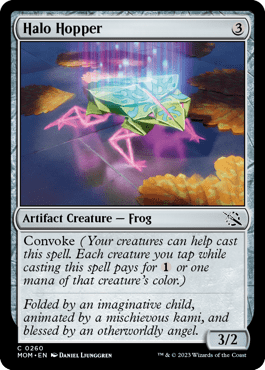 Halo Hopper 3
Artifact Creature — Frog
Convoke (Your creatures can help cast
this spell. Each creature you tap while
casting this spell pays for 1 or one
mana of that creature's color.)
Folded by an imaginative child,
animated by a mischievous kami, and
blessed by an otherworldly angel.
3/2
C 0260
MOM • EN Daniel Ljunggren
™ & © 2023 Wizards of the Coast